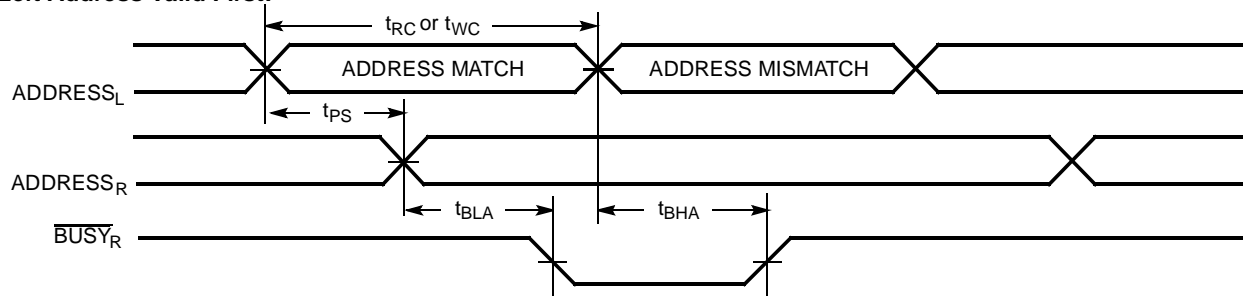 Left Address Valid First:
tRC or tWC
ADDRESS MATCH
ADDRESS MISMATCH
ADDRESSL
tPS
ADDRESSR
tBLA
tBHA
BUSYR